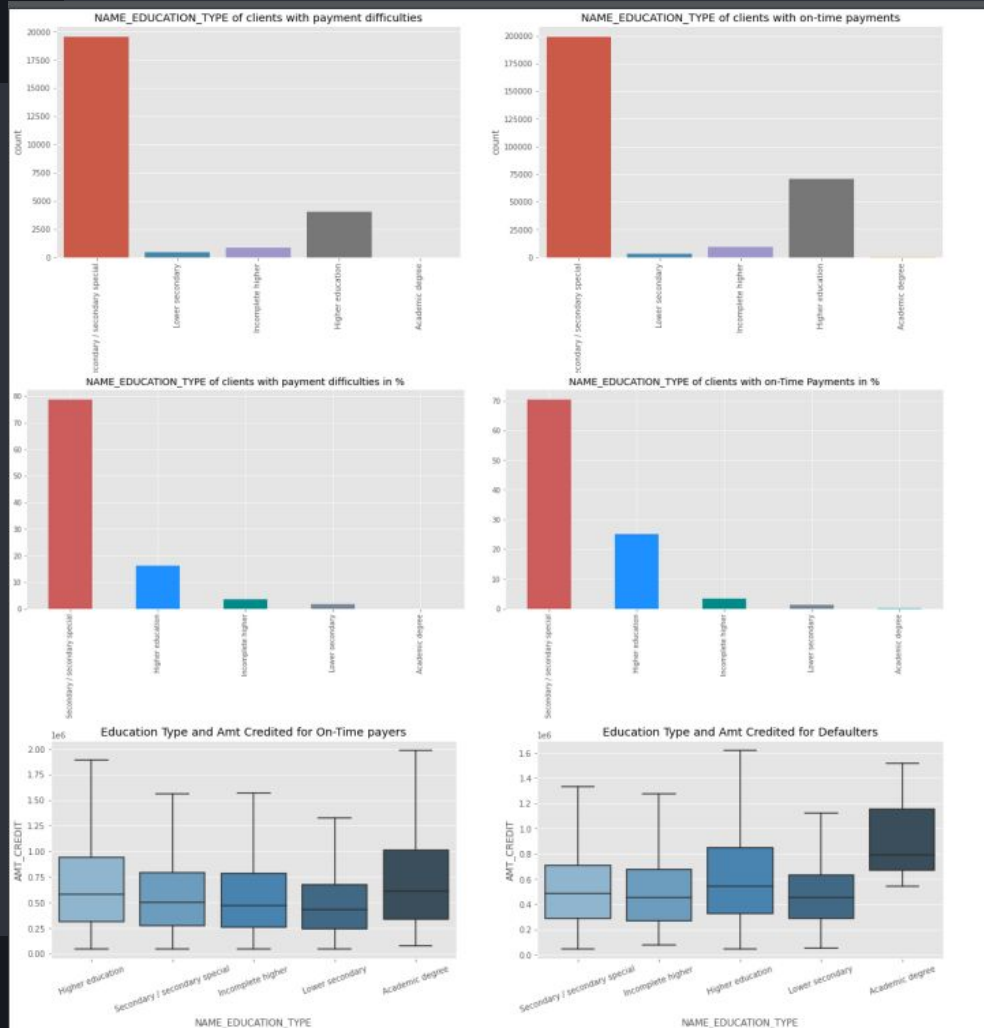 NAME_EDUCATION_TYPE of clients with payment difficulties
20000
17500
15000
12500
10000
7500
5000
2500
0
count
condary / secondary special
Lower secondary
Incomplete higher
Higher education
Academic degree
NAME_EDUCATION_TYPE of clients with on-time payments
200000
175000
150000
125000
100000
75000
50000
25000
0
count
condary / secondary special
Lower secondary
Incomplete higher
Higher education
Academic degree
NAME_EDUCATION_TYPE of clients with payment difficulties in %
80
70
60
50
40
30
20
10
0
Secondary / secondary special
Higher education
Incomplete higher
Lower secondary
Academic degree
NAME_EDUCATION_TYPE of clients with on-Time Payments in %
70
60
50
40
30
20
10
0
Secondary / secondary special
Higher education
Incomplete higher
Lower secondary
Academic degree
Education Type and Amt Credited for On-Time payers
1e6
2.00
1.75
1.50
1.25
1.00
0.75
0.50
0.25
0.00
AMT_CREDIT
Higher education
Secondary / secondary special
Incomplete higher
Lower secondary
Academic degree
NAME_EDUCATION_TYPE
Education Type and Amt Credited for Defaulters
1e6
1.6
1.4
1.2
1.0
0.8
0.6
0.4
0.2
0.0
AMT_CREDIT
Secondary / secondary special
Incomplete higher
Higher education
Lower secondary
Academic degree
NAME_EDUCATION_TYPE